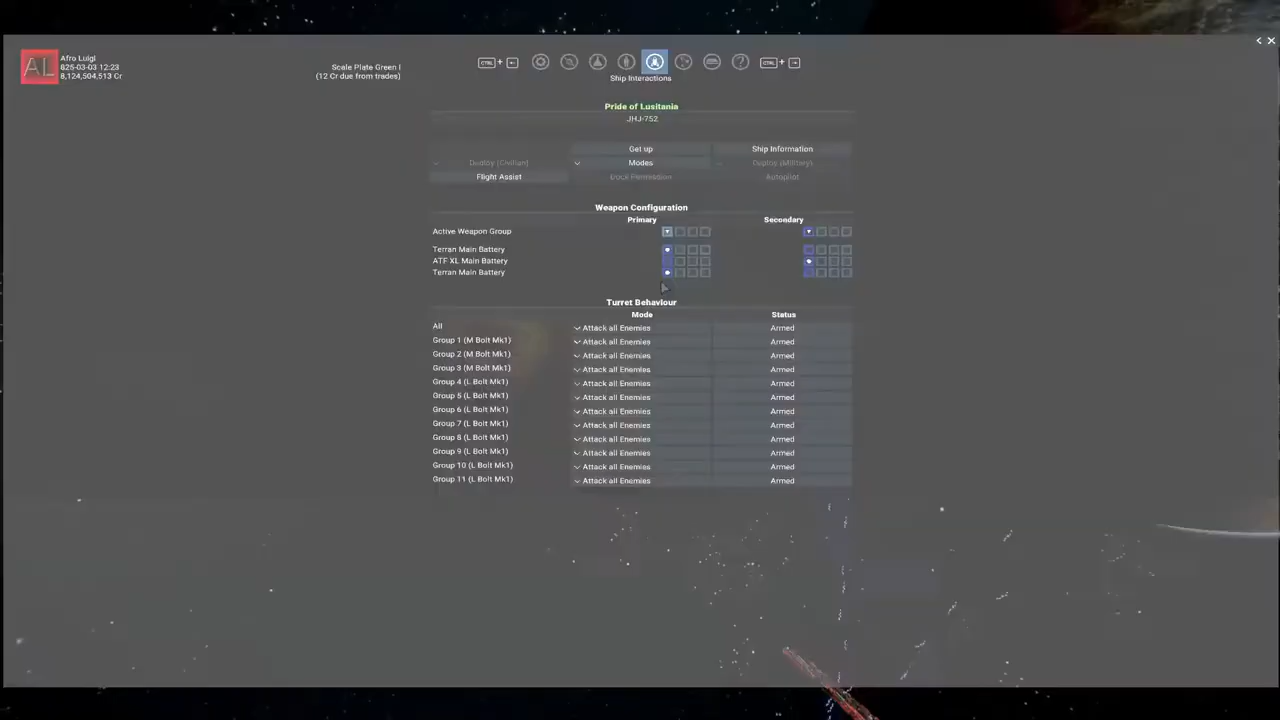 AL
Afro Luigi
825-03-03 12:23
8,124,504,513 Cr
Scale Plate Green I
(12 Cr due from trades)
CTRL +
CTRL +
Ship Interactions
Pride of Lusitania
JHJ-752
Get up
Ship Information
Deploy (Civilian)
Modes
Deploy (Military)
Flight Assist
Dock Permission
Autopilot
Weapon Configuration
Primary
Secondary
Active Weapon Group
Terran Main Battery
ATF XL Main Battery
Terran Main Battery
Turret Behaviour
Mode
Status
All
Attack all Enemies
Armed
Group 1 (M Bolt Mk1)
Attack all Enemies
Armed
Group 2 (M Bolt Mk1)
Attack all Enemies
Armed
Group 3 (M Bolt Mk1)
Attack all Enemies
Armed
Group 4 (L Bolt Mk1)
Attack all Enemies
Armed
Group 5 (L Bolt Mk1)
Attack all Enemies
Armed
Group 6 (L Bolt Mk1)
Attack all Enemies
Armed
Group 7 (L Bolt Mk1)
Attack all Enemies
Armed
Group 8 (L Bolt Mk1)
Attack all Enemies
Armed
Group 9 (L Bolt Mk1)
Attack all Enemies
Armed
Group 10 (L Bolt Mk1)
Attack all Enemies
Armed
Group 11 (L Bolt Mk1)
Attack all Enemies
Armed